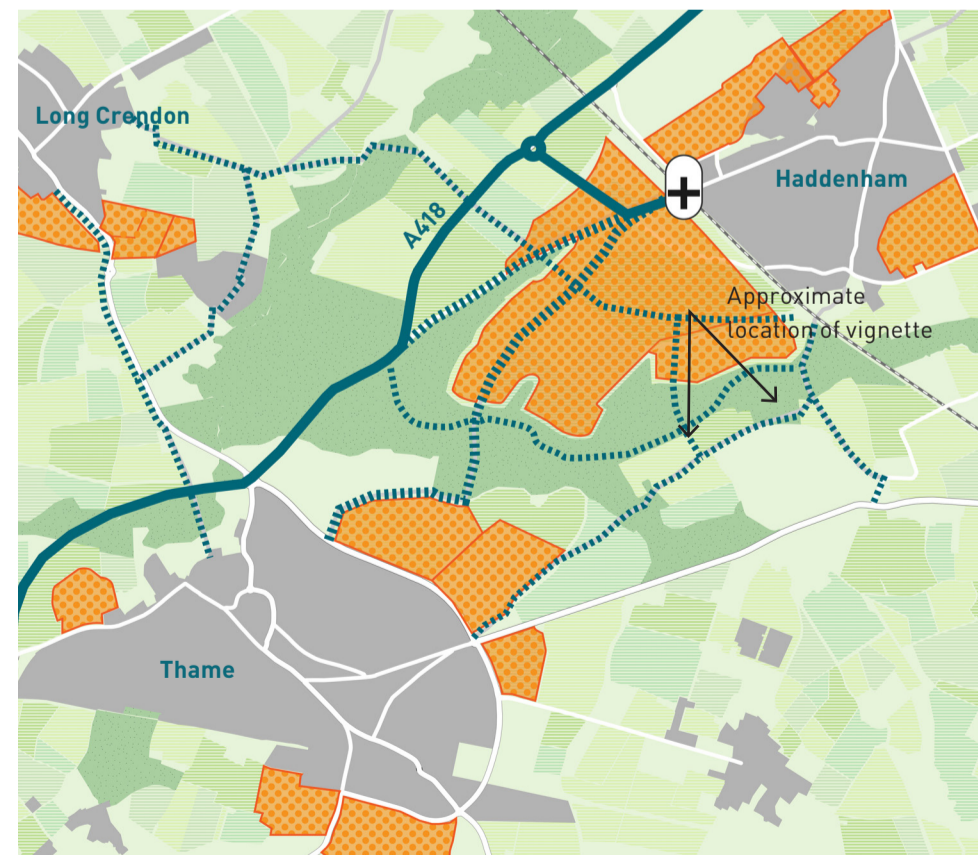 Long Crendon
Haddenham
A418
Approximate
location of vignette
Thame